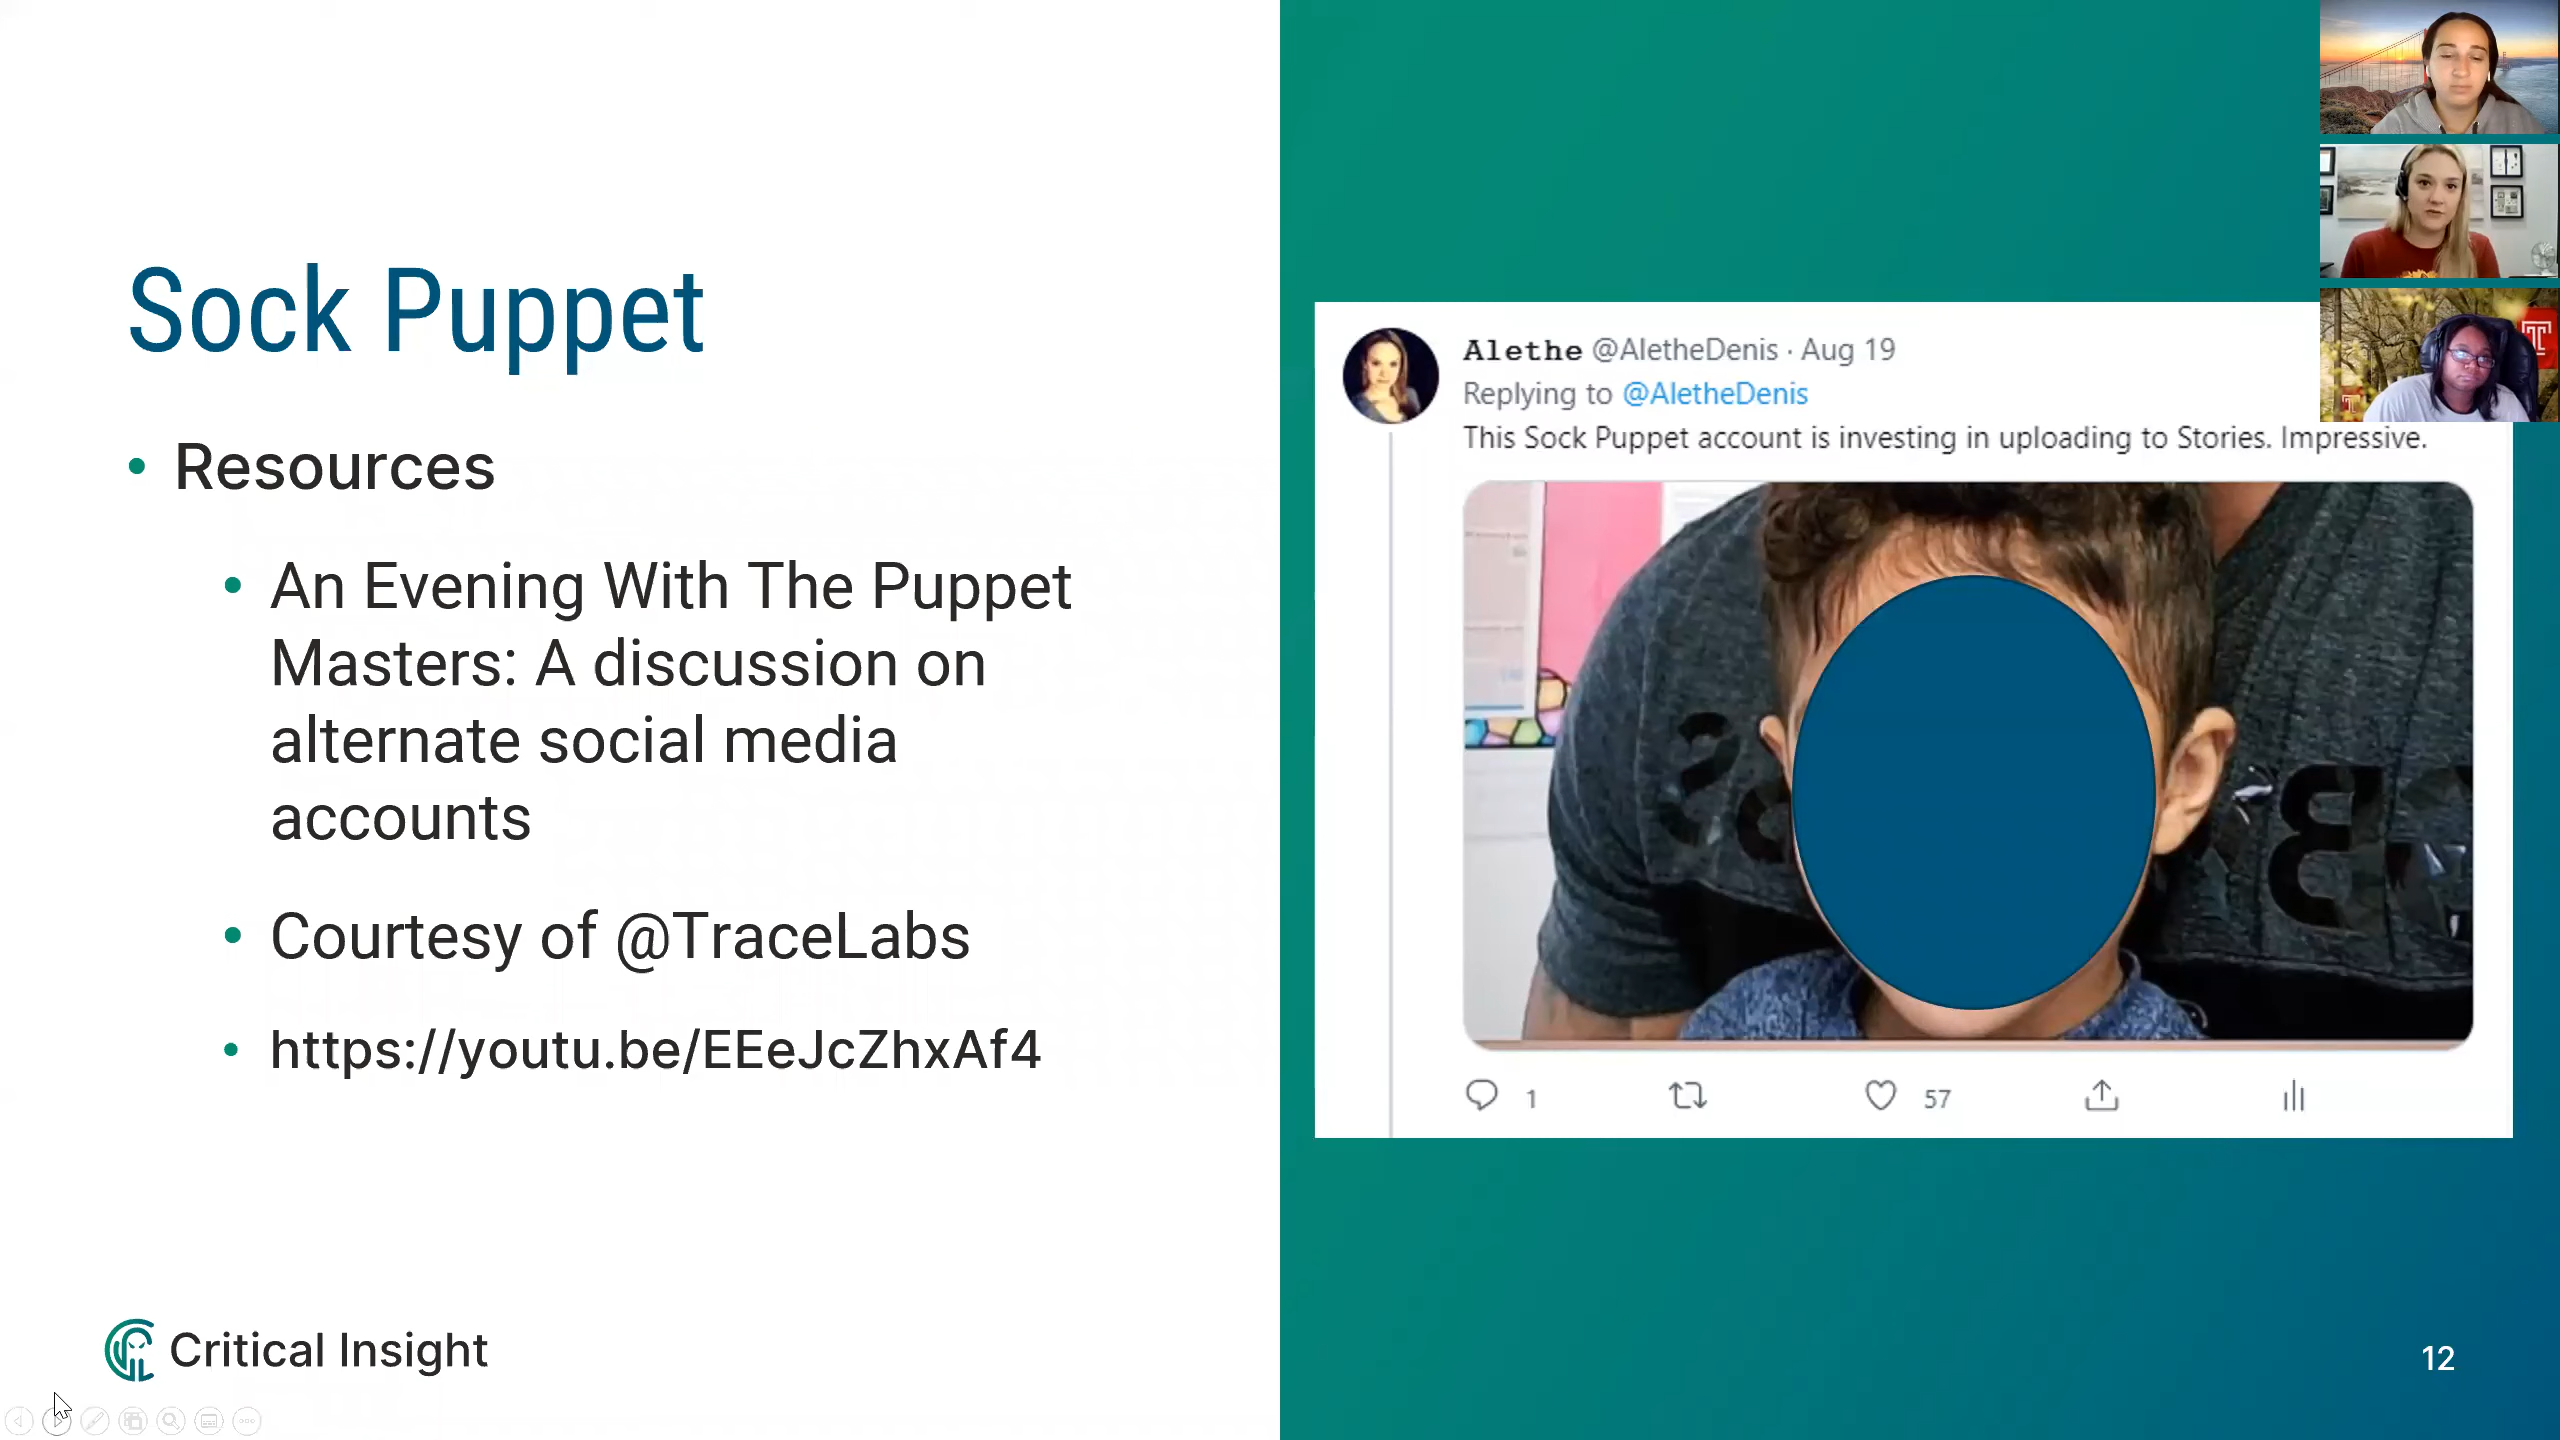 Sock Puppet
• Resources
• An Evening With The Puppet
Masters: A discussion on
alternate social media
accounts
• Courtesy of @TraceLabs
• https://youtu.be/EEeJcZhxAf4
Critical Insight
Alethe @AletheDenis · Aug 19
Replying to @AletheDenis
This Sock Puppet account is investing in uploading to Stories. Impressive.
1
57
12